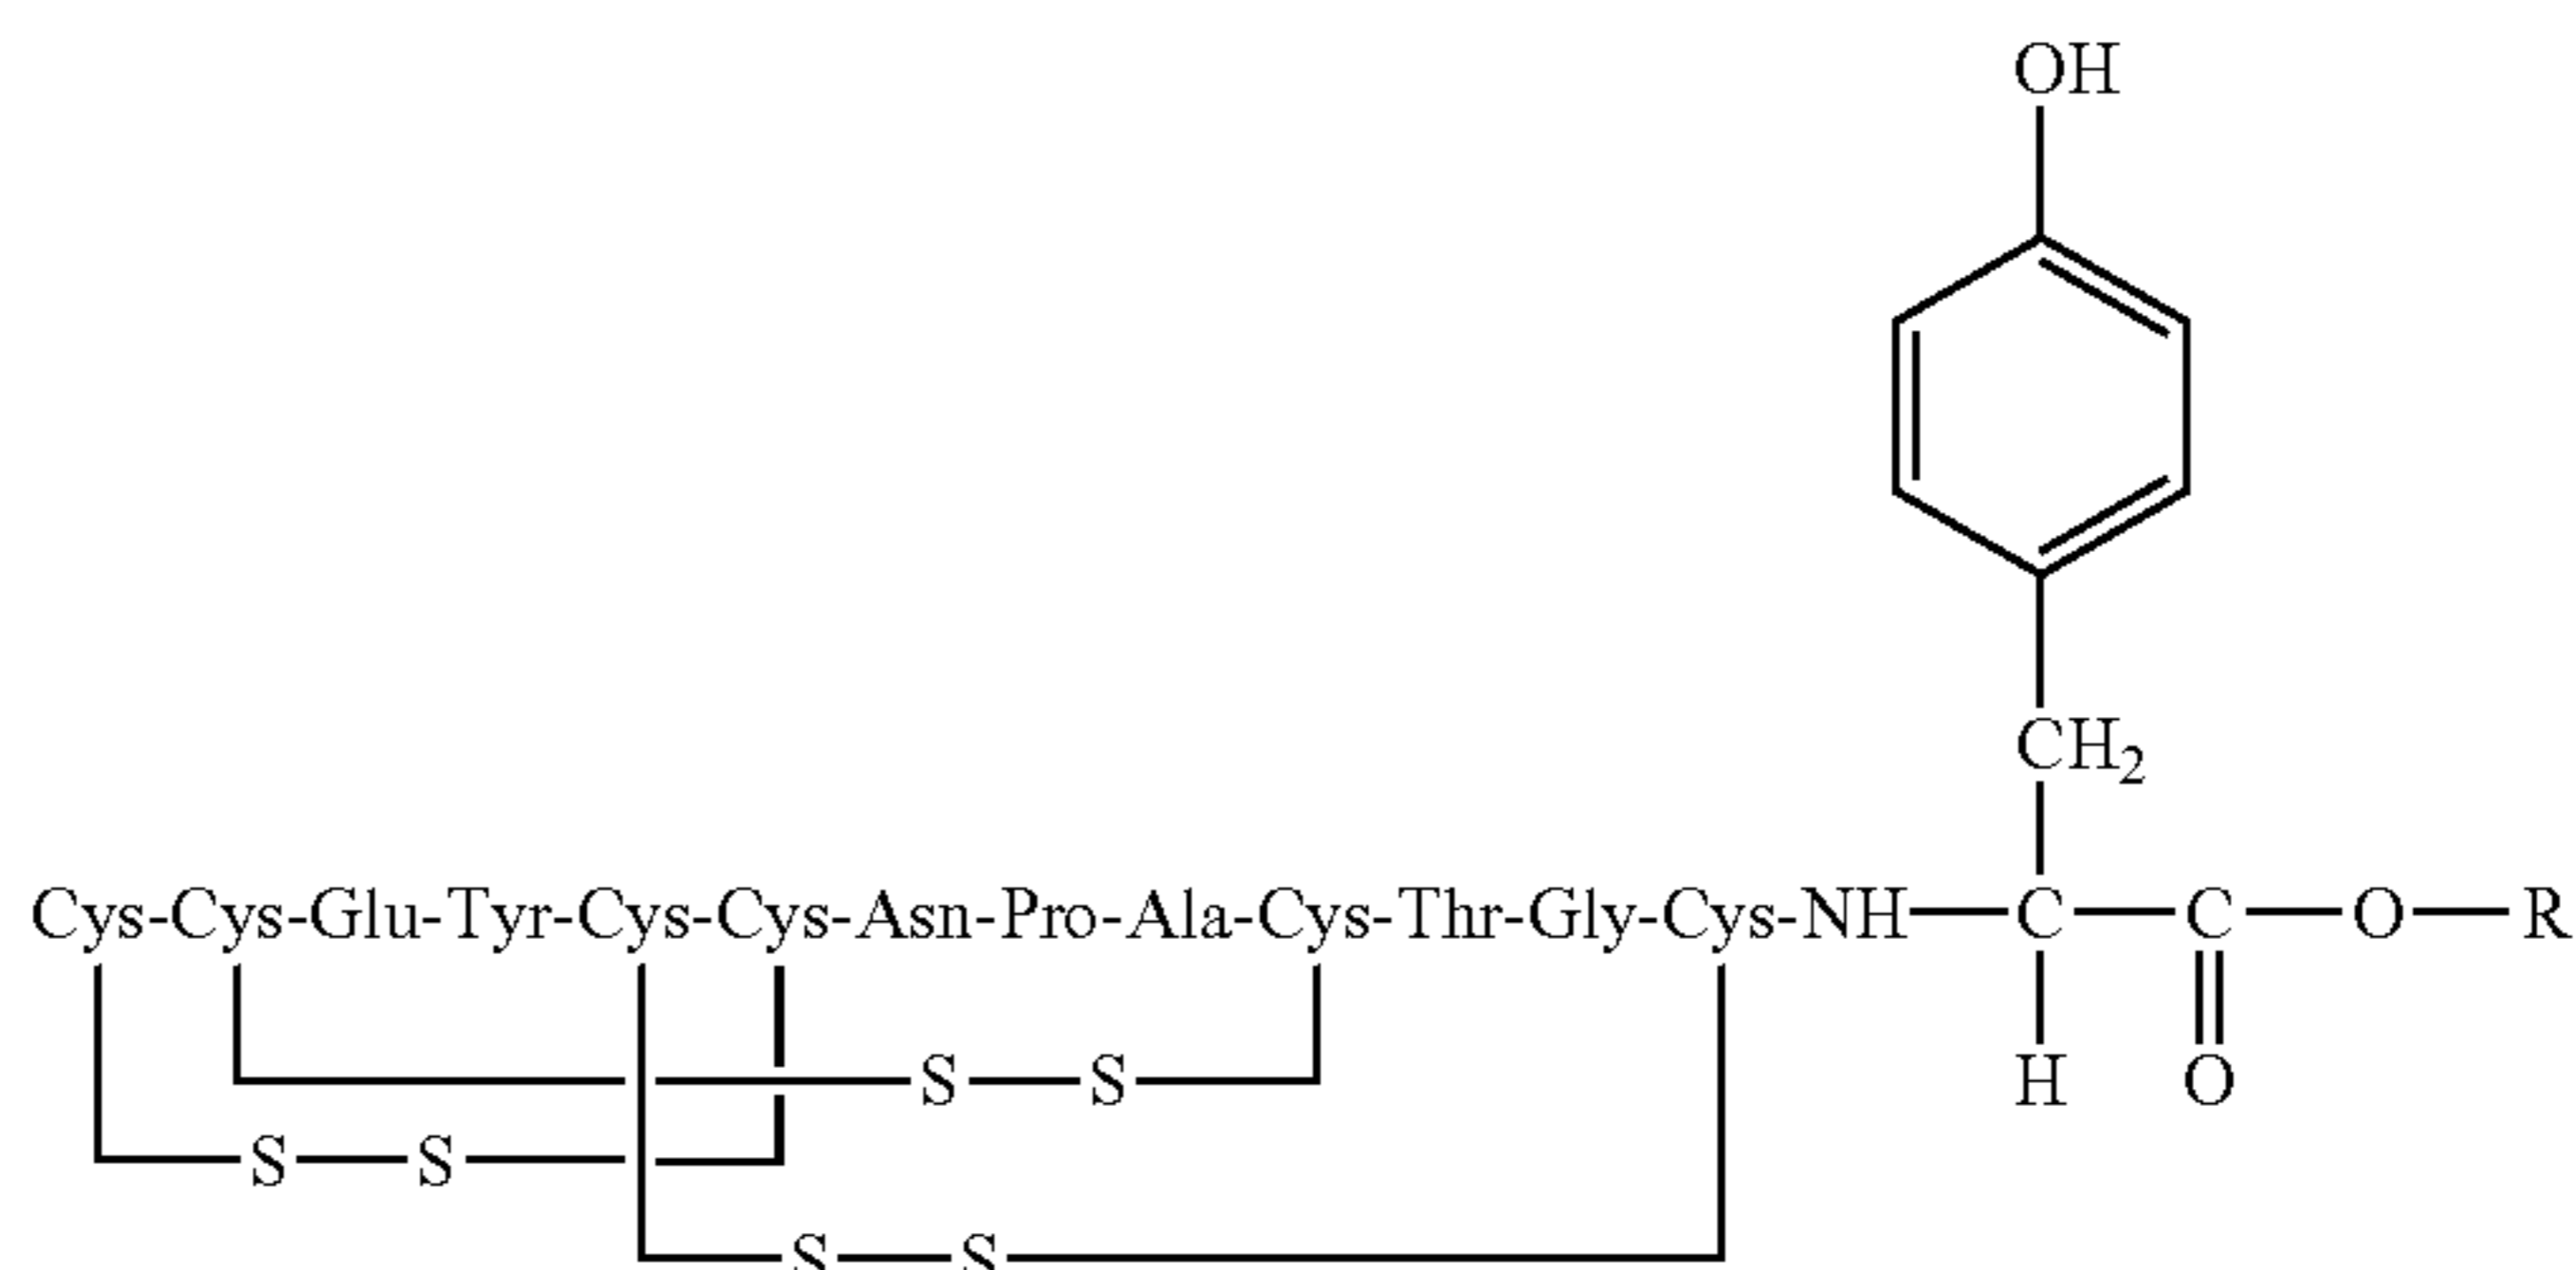 OH
CH2
Cys-Cys-Glu-Tyr-Cys-Cys-Asn-Pro-Ala-Cys-Thr-Gly-Cys-NH C C O R
S S H O
S S
S S